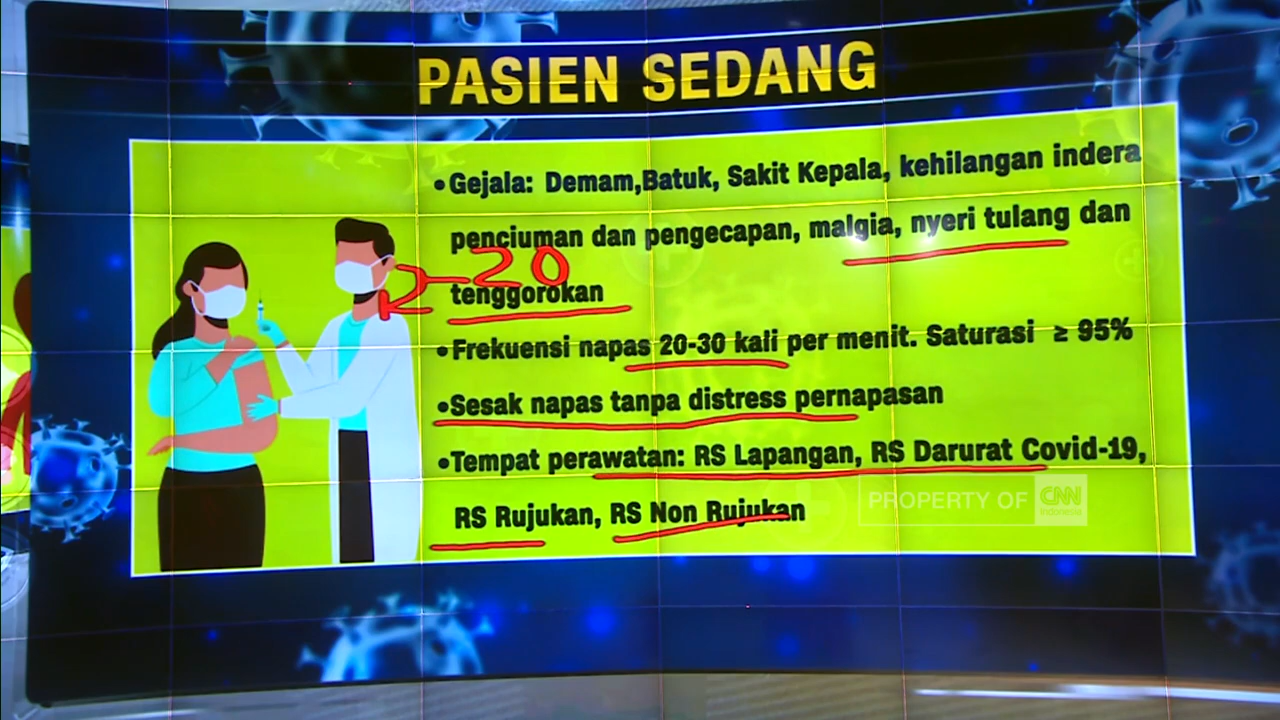 PASIEN SEDANG
•Gejala: Demam,Batuk, Sakit Kepala, kehilangan indera
penciuman dan pengecapan, malgia, nyeri tulang dan
20
tenggorokan
•Frekuensi napas 20-30 kali per menit. Saturasi ≥ 95%
•Sesak napas tanpa distress pernapasan
•Tempat perawatan: RS Lapangan, RS Darurat Covid-19,
RS Rujukan, RS Non Rujukan
PROPERTY OF CNN Indonesia